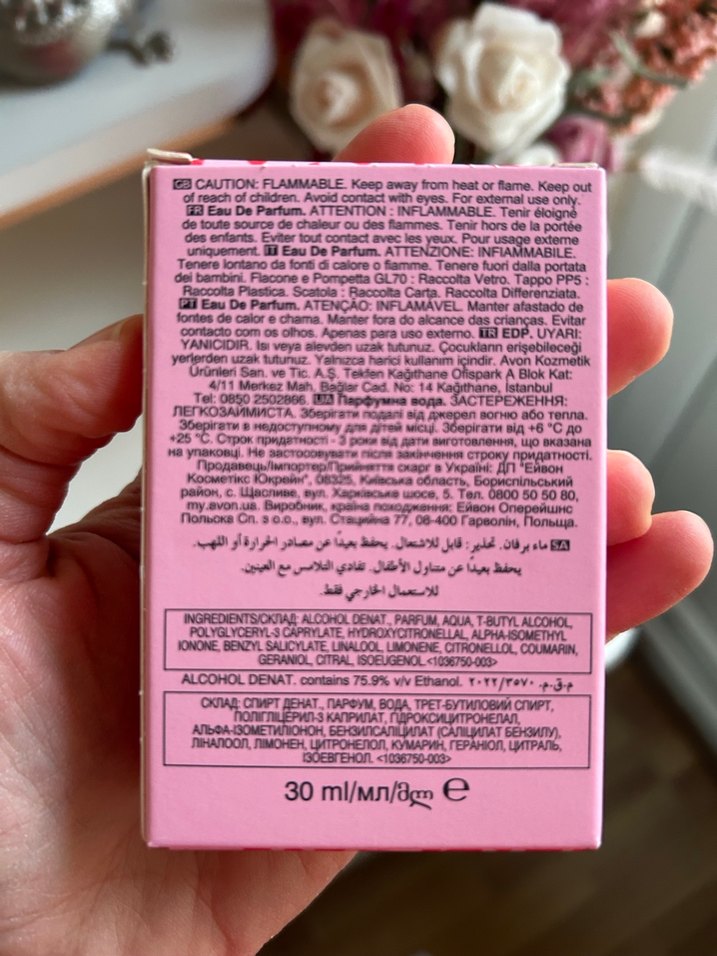 GB CAUTION: FLAMMABLE. Keep away from heat or flame. Keep out
of reach of children. Avoid contact with eyes. For external use only.
FR Eau De Parfum. ATTENTION : INFLAMMABLE. Tenir éloigné
de toute source de chaleur ou des flammes. Tenir hors de la portée
des enfants. Eviter tout contact avec les yeux. Pour usage externe
uniquement. IT Eau De Parfum. ATTENZIONE: INFIAMMABILE.
Tenere lontano da fonti di calore o fiamme. Tenere fuori dalla portata
dei bambini. Flacone e Pompetta GL70 : Raccolta Vetro. Tappo PP5 :
Raccolta Plastica. Scatola : Raccolta Carta. Raccolta Differenziata.
PT Eau De Parfum. ATENÇÃO: INFLAMÁVEL. Manter afastado de
fontes de calor e chama. Manter fora do alcance das crianças. Evitar
contacto com os olhos. Apenas para uso externo. TR EDP. UYARI:
YANICIDIR. Isı veya alevden uzak tutunuz. Çocukların erişebileceği
yerlerden uzak tutunuz. Yalnızca harici kullanım içindir. Avon Kozmetik
Ürünleri San. ve Tic. A.Ş. Tekfen Kağıthane Ofispark A Blok Kat:
4/11 Merkez Mah. Bağlar Cad. No: 14 Kağıthane, İstanbul
Tel: 0850 2502866. UA Парфумна вода. ЗАСТЕРЕЖЕННЯ:
ЛЕГКОЗАЙМИСТА. Зберігати подалі від джерел вогню або тепла.
Зберігати в недоступному для дітей місці. Зберігати від +6 °C до
+25 °C. Строк придатності - 3 роки від дати виготовлення, що вказана
на упаковці. Не застосовувати після закінчення строку придатності.
Продавець/Імпортер/Прийняття скарг в Україні: ДП "Ейвон
Косметікс Юкрейн", 08325, Київська область, Бориспільський
район, с. Щасливе, вул. Харківське шосе, 5. Тел. 0800 50 50 80,
my.avon.ua. Виробник, країна походження: Ейвон Оперейшнс
Польска Сп. з о.о., вул. Стаційна 77, 08-400 Гарволін, Польща.
SA ماء برفان. تحذير: قابل للاشتعال. يحفظ بعيدًا عن مصادر الحرارة أو اللهب.
يحفظ بعيدًا عن متناول الأطفال. تفادي التلامس مع العينين.
للاستعمال الخارجي فقط.
INGREDIENTS/СКЛАД: ALCOHOL DENAT., PARFUM, AQUA, T-BUTYL ALCOHOL,
POLYGLYCERYL-3 CAPRYLATE, HYDROXYCITRONELLAL, ALPHA-ISOMETHYL
IONONE, BENZYL SALICYLATE, LINALOOL, LIMONENE, CITRONELLOL, COUMARIN,
GERANIOL, CITRAL, ISOEUGENOL <1036750-003>
ALCOHOL DENAT. contains 75.9% v/v Ethanol. م.ق.م. ٢٠٢٢/٣٥٧٠
СКЛАД: СПИРТ ДЕНАТ., ПАРФУМ, ВОДА, ТРЕТ-БУТИЛОВИЙ СПИРТ,
ПОЛІГЛІЦЕРИЛ-3 КАПРИЛАТ, ГІДРОКСИЦИТРОНЕЛАЛ,
АЛЬФА-ІЗОМЕТИЛІОНОН, БЕНЗИЛСАЛІЦИЛАТ (САЛІЦИЛАТ БЕНЗИЛУ),
ЛІНАЛООЛ, ЛІМОНЕН, ЦИТРОНЕЛОЛ, КУМАРИН, ГЕРАНІОЛ, ЦИТРАЛЬ,
ІЗОЕВГЕНОЛ. <1036750-003>
30 ml/мл/მლ ℮